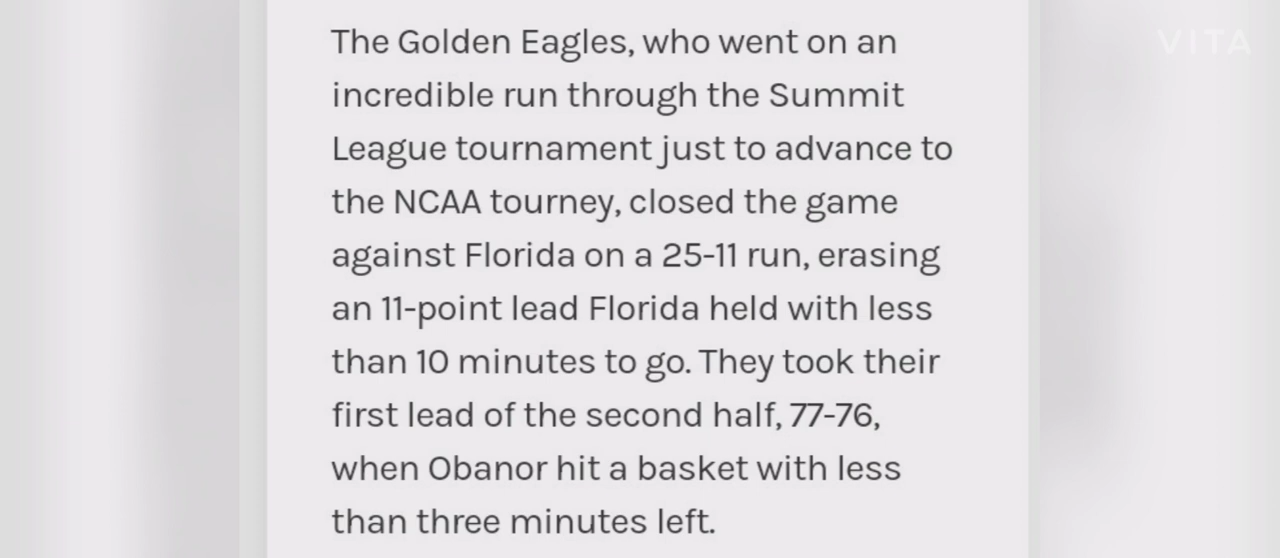 VITA
The Golden Eagles, who went on an
incredible run through the Summit
League tournament just to advance to
the NCAA tourney, closed the game
against Florida on a 25-11 run, erasing
an 11-point lead Florida held with less
than 10 minutes to go. They took their
first lead of the second half, 77-76,
when Obanor hit a basket with less
than three minutes left.